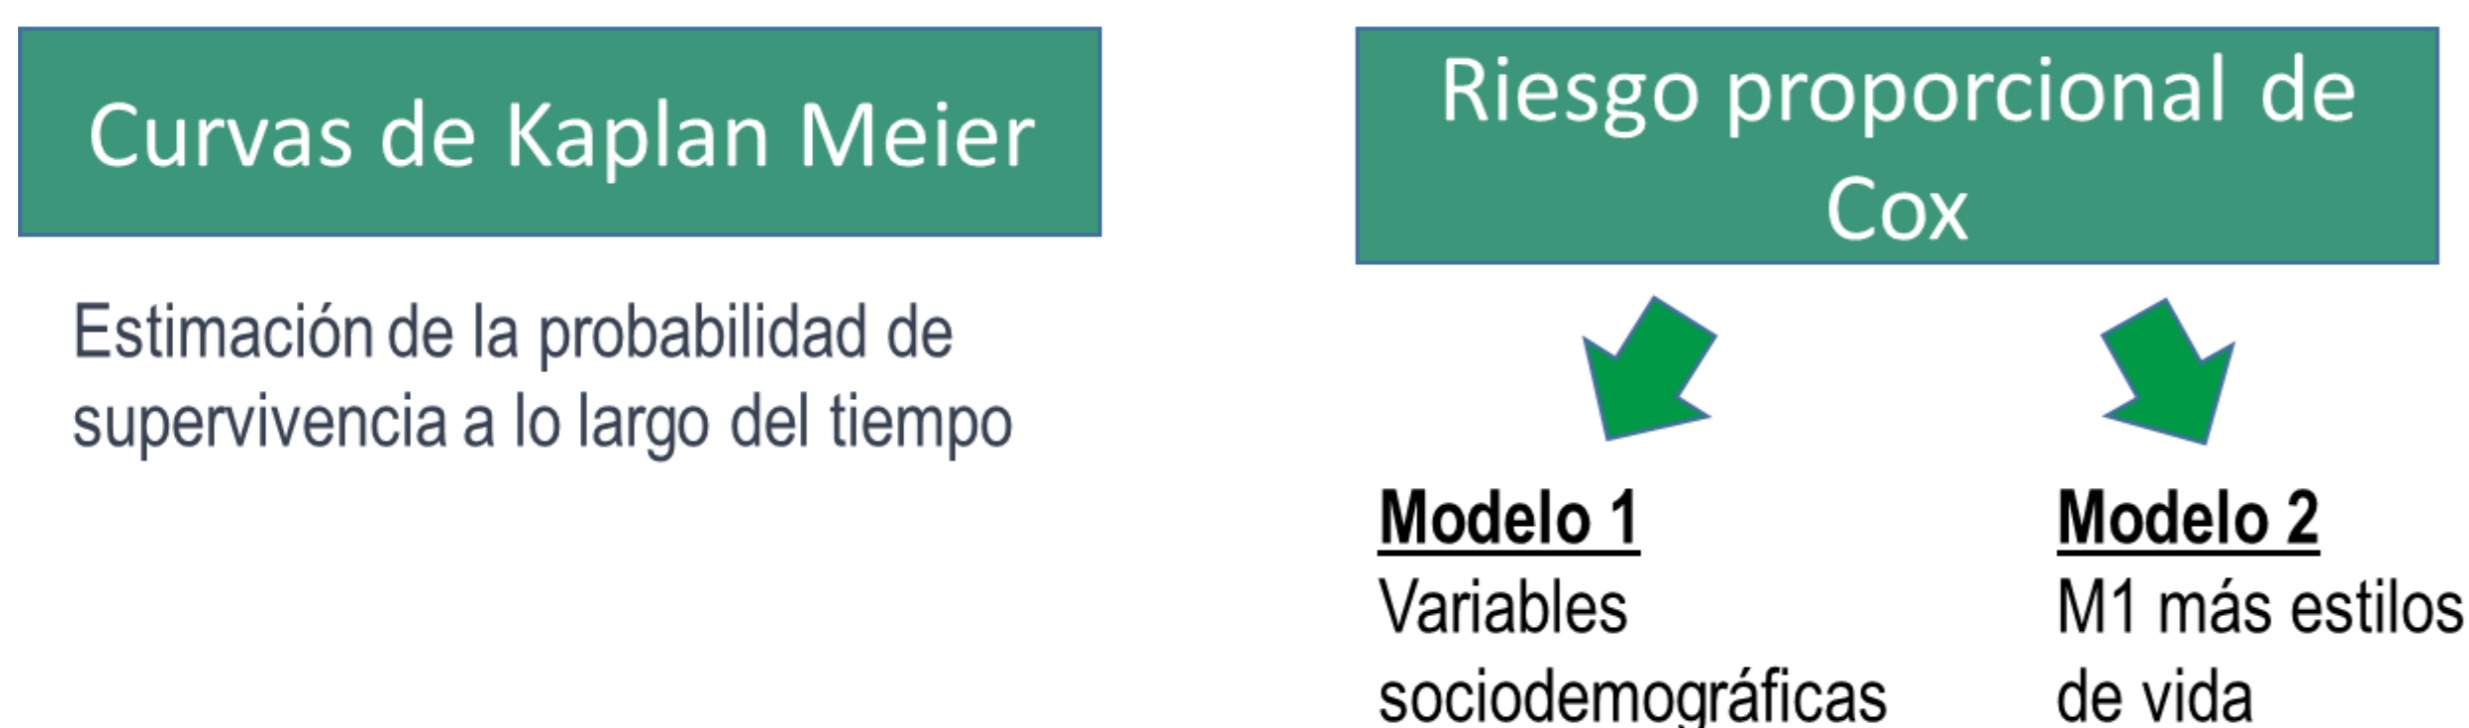 Curvas de Kaplan Meier
Estimación de la probabilidad de
supervivencia a lo largo del tiempo
Riesgo proporcional de
Cox
Modelo 1
Variables
sociodemográficas
Modelo 2
M1 más estilos
de vida